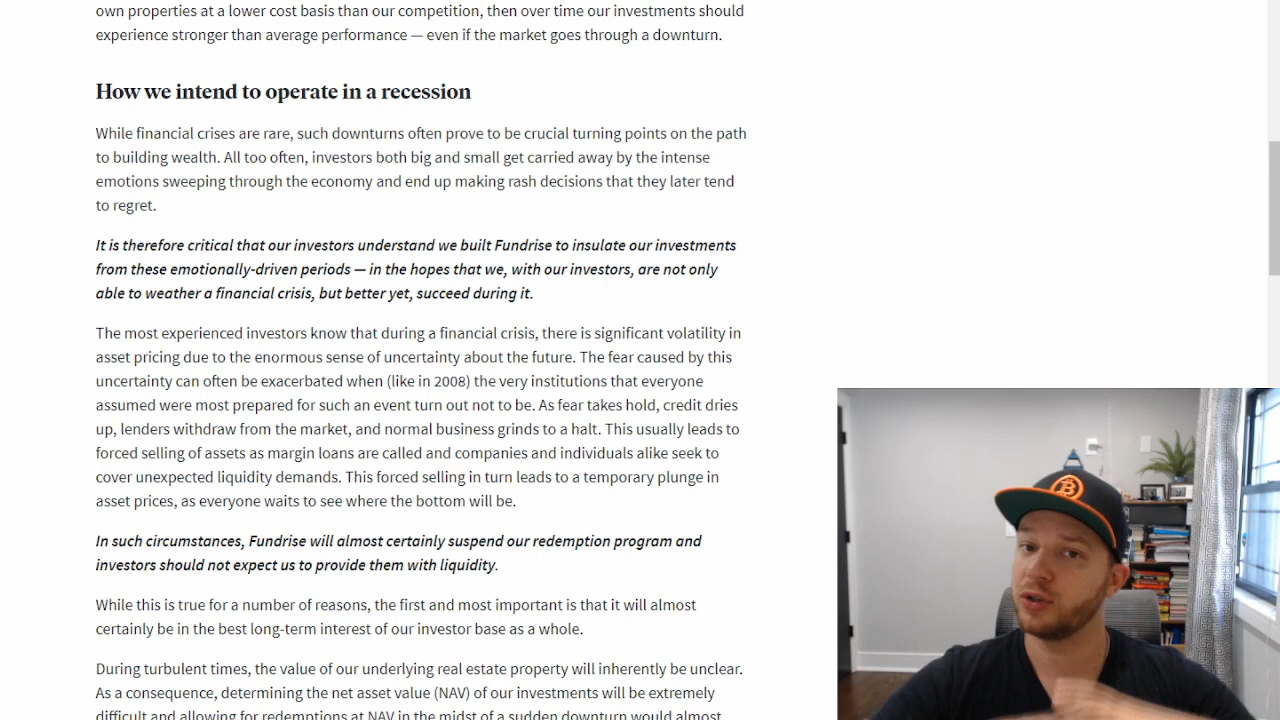 own properties at a lower cost basis than our competition, then over time our investments should
experience stronger than average performance — even if the market goes through a downturn.
How we intend to operate in a recession
While financial crises are rare, such downturns often prove to be crucial turning points on the path
to building wealth. All too often, investors both big and small get carried away by the intense
emotions sweeping through the economy and end up making rash decisions that they later tend
to regret.
It is therefore critical that our investors understand we built Fundrise to insulate our investments
from these emotionally-driven periods — in the hopes that we, with our investors, are not only
able to weather a financial crisis, but better yet, succeed during it.
The most experienced investors know that during a financial crisis, there is significant volatility in
asset pricing due to the enormous sense of uncertainty about the future. The fear caused by this
uncertainty can often be exacerbated when (like in 2008) the very institutions that everyone
assumed were most prepared for such an event turn out not to be. As fear takes hold, credit dries
up, lenders withdraw from the market, and normal business grinds to a halt. This usually leads to
forced selling of assets as margin loans are called and companies and individuals alike seek to
cover unexpected liquidity demands. This forced selling in turn leads to a temporary plunge in
asset prices, as everyone waits to see where the bottom will be.
In such circumstances, Fundrise will almost certainly suspend our redemption program and
investors should not expect us to provide them with liquidity.
While this is true for a number of reasons, the first and most important is that it will almost
certainly be in the best long-term interest of our investor base as a whole.
During turbulent times, the value of our underlying real estate property will inherently be unclear.
As a consequence, determining the net asset value (NAV) of our investments will be extremely
difficult and allowing for redemptions at NAV in the midst of a sudden downturn would almost